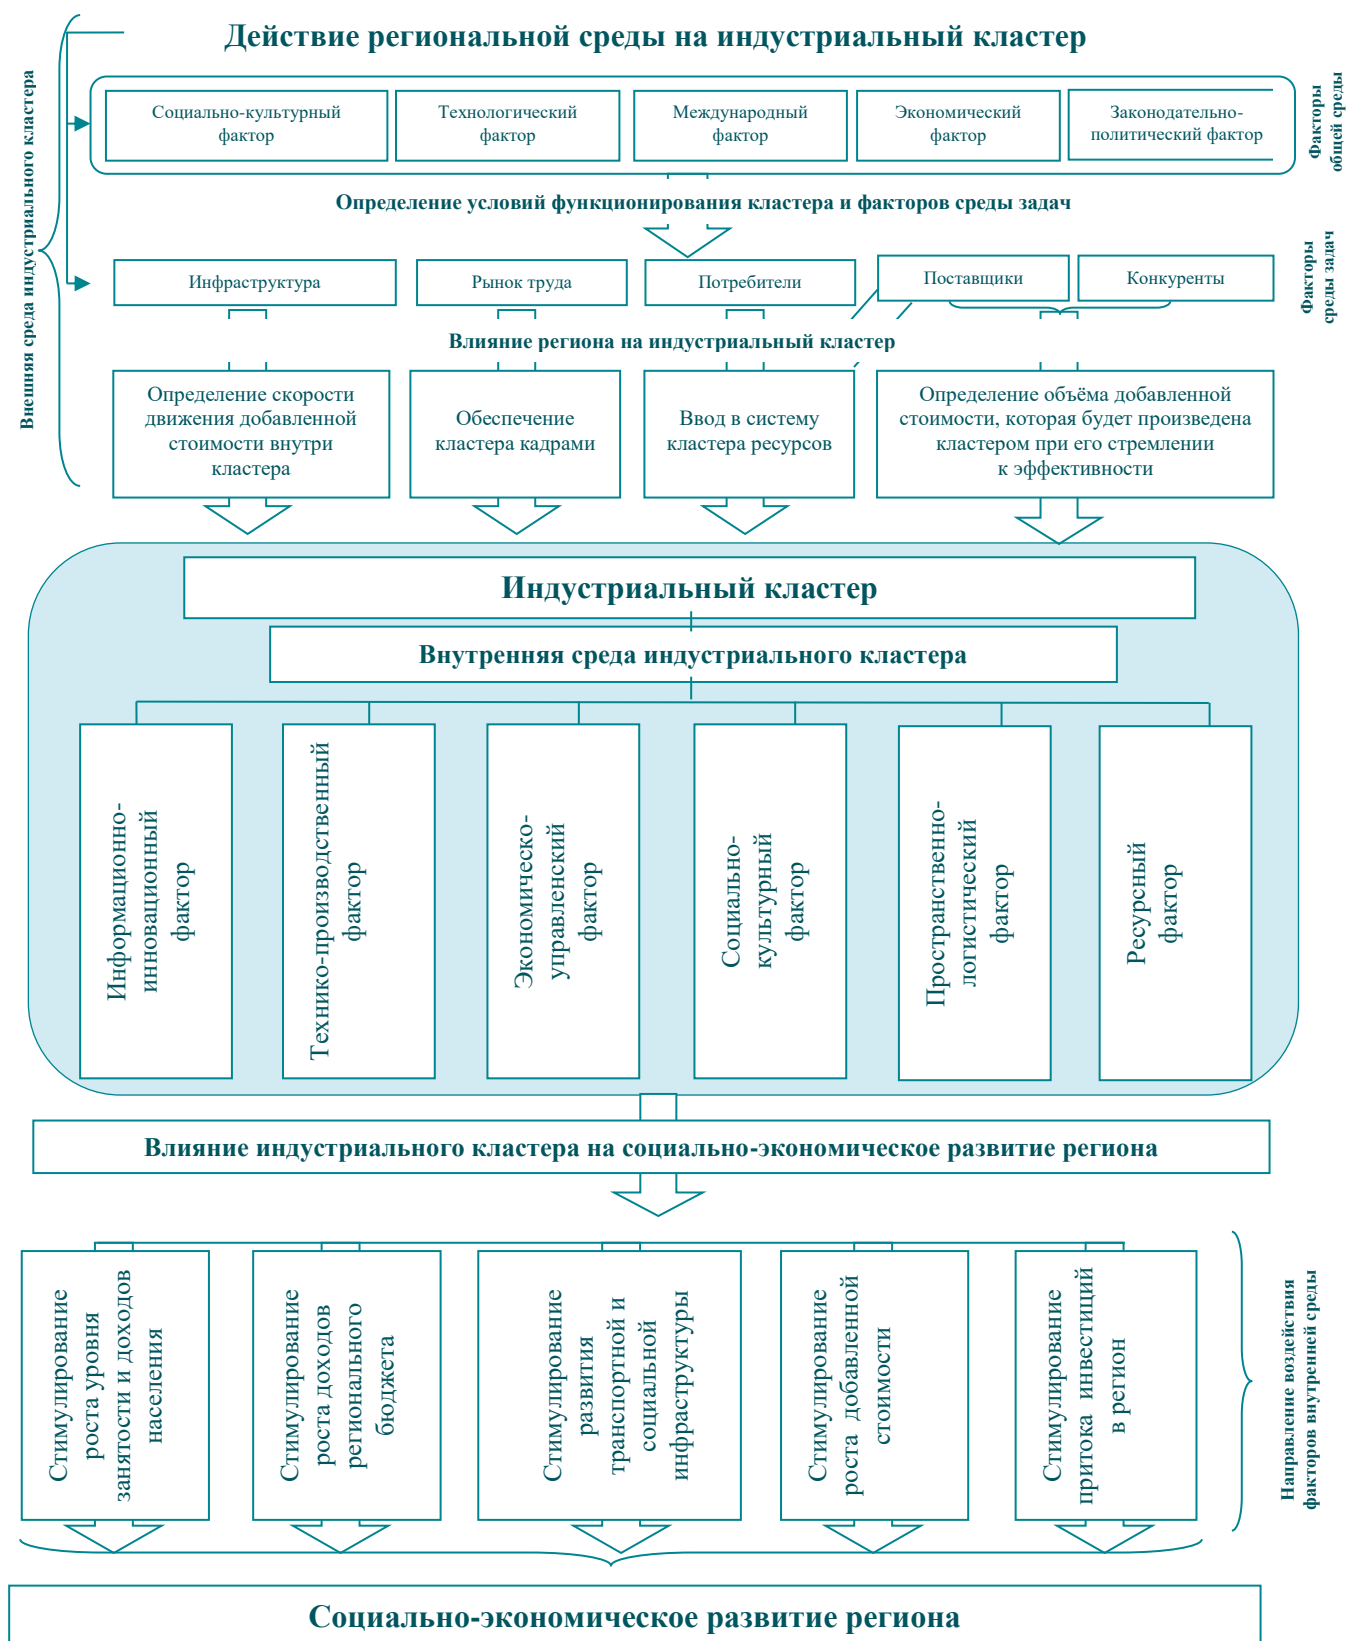 Действие региональной среды на индустриальный кластер
Внешняя среда индустриального кластера
Социально-культурный
фактор
Технологический
фактор
Международный
фактор
Экономический
фактор
Законодательно-
политический фактор
Факторы
общей среды
Определение условий функционирования кластера и факторов среды задач
Инфраструктура
Рынок труда
Потребители
Поставщики
Конкуренты
Факторы
среды задач
Влияние региона на индустриальный кластер
Определение скорости
движения добавленной
стоимости внутри
кластера
Обеспечение
кластера кадрами
Ввод в систему
кластера ресурсов
Определение объёма добавленной
стоимости, которая будет произведена
кластером при его стремлении
к эффективности
Индустриальный кластер
Внутренняя среда индустриального кластера
Информационно-
инновационный
фактор
Технико-производственный
фактор
Экономическо-
управленский
фактор
Социально-
культурный
фактор
Пространственно-
логистический
фактор
Ресурсный
фактор
Влияние индустриального кластера на социально-экономическое развитие региона
Стимулирование
роста уровня
занятости и доходов
населения
Стимулирование
роста доходов
регионального
бюджета
Стимулирование
развития
транспортной и
социальной
инфраструктуры
Стимулирование
роста добавленной
стоимости
Стимулирование
притока инвестиций
в регион
Направление воздействия
факторов внутренней среды
Социально-экономическое развитие региона